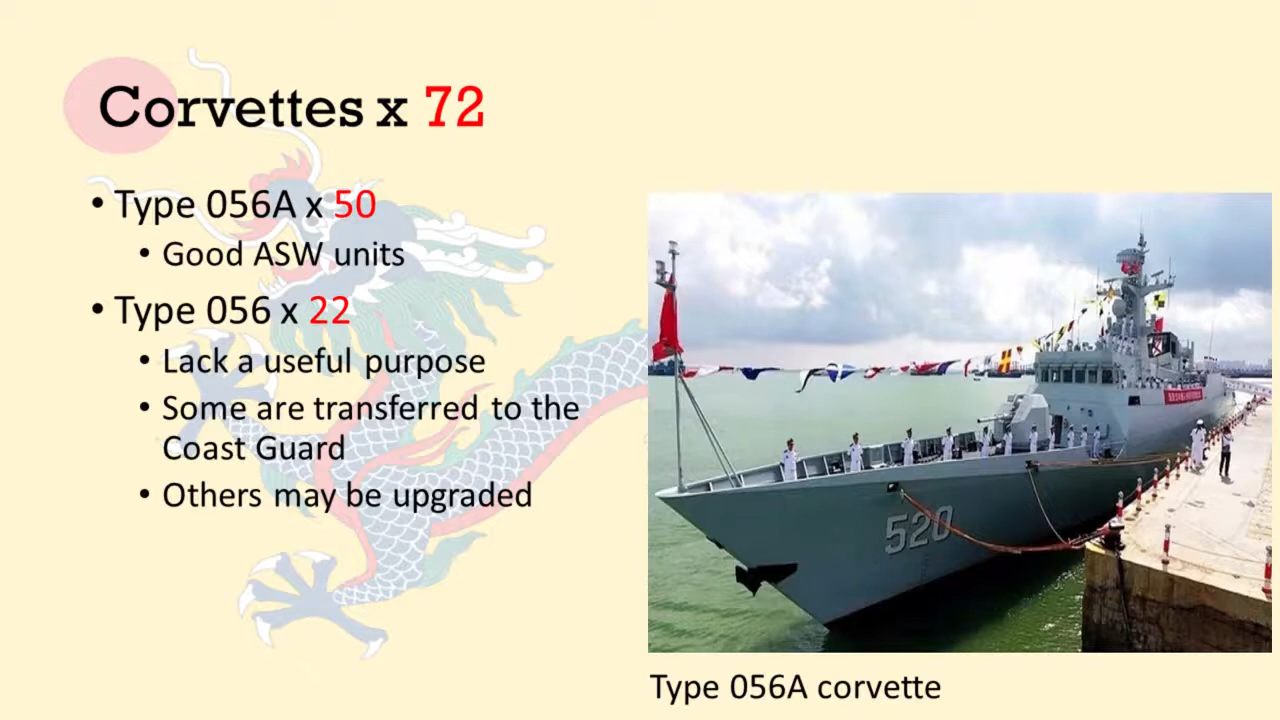 Corvettes x 72
• Type 056A x 50
• Good ASW units
• Type 056 x 22
• Lack a useful purpose
• Some are transferred to the
Coast Guard
• Others may be upgraded
520
Type 056A corvette